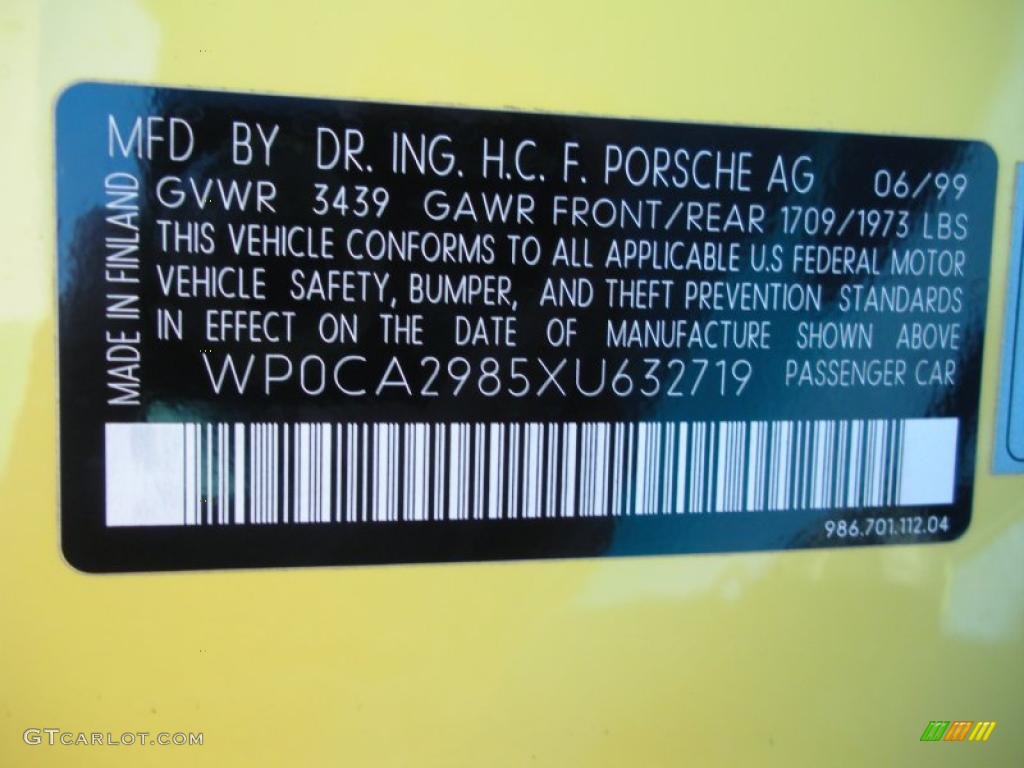 MFD BY DR. ING. H.C. F. PORSCHE AG 06/99
GVWR 3439 GAWR FRONT/REAR 1709/1973 LBS
THIS VEHICLE CONFORMS TO ALL APPLICABLE U.S FEDERAL MOTOR
VEHICLE SAFETY, BUMPER, AND THEFT PREVENTION STANDARDS
IN EFFECT ON THE DATE OF MANUFACTURE SHOWN ABOVE
WP0CA2985XU632719 PASSENGER CAR
MADE IN FINLAND
986.701.112.04
GTCARLOT.COM